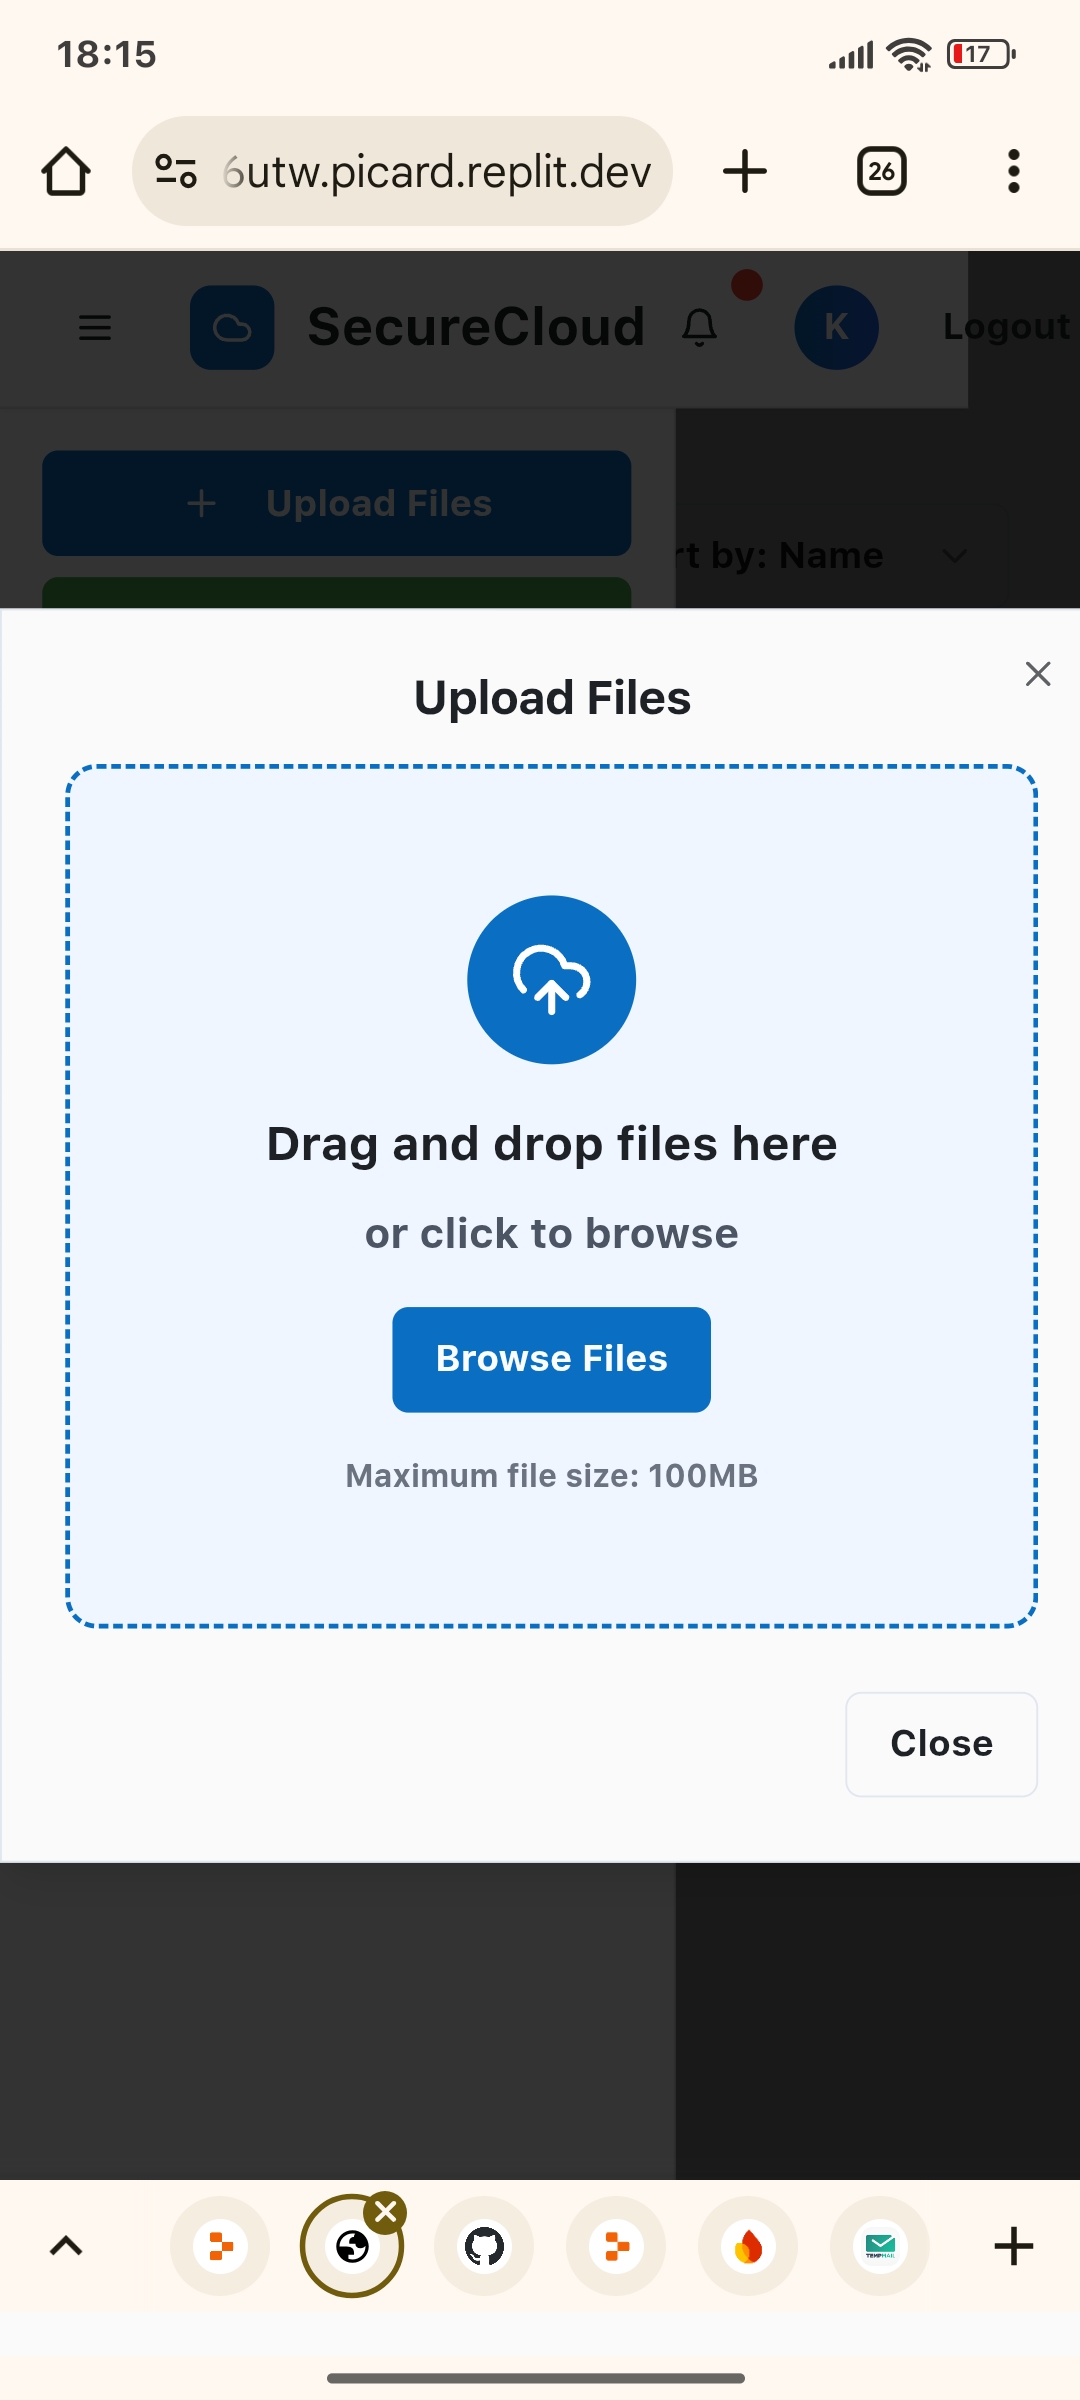 18:15
17
6utw.picard.replit.dev
26
SecureCloud
K
Logout
Upload Files
rt by: Name
Upload Files
Drag and drop files here
or click to browse
Browse Files
Maximum file size: 100MB
Close
TEMPMAIL